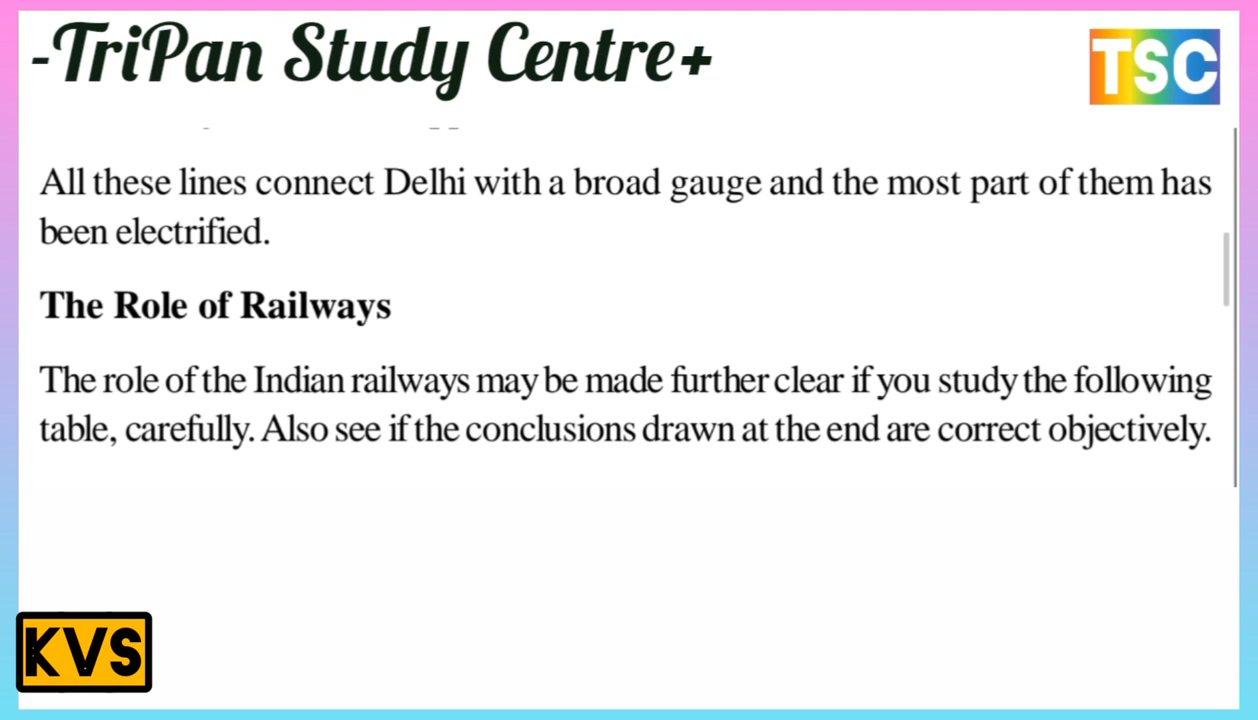 -TriPan Study Centre+
TSC
All these lines connect Delhi with a broad gauge and the most part of them has
been electrified.
The Role of Railways
The role of the Indian railways may be made further clear if you study the following
table, carefully. Also see if the conclusions drawn at the end are correct objectively.
KVS